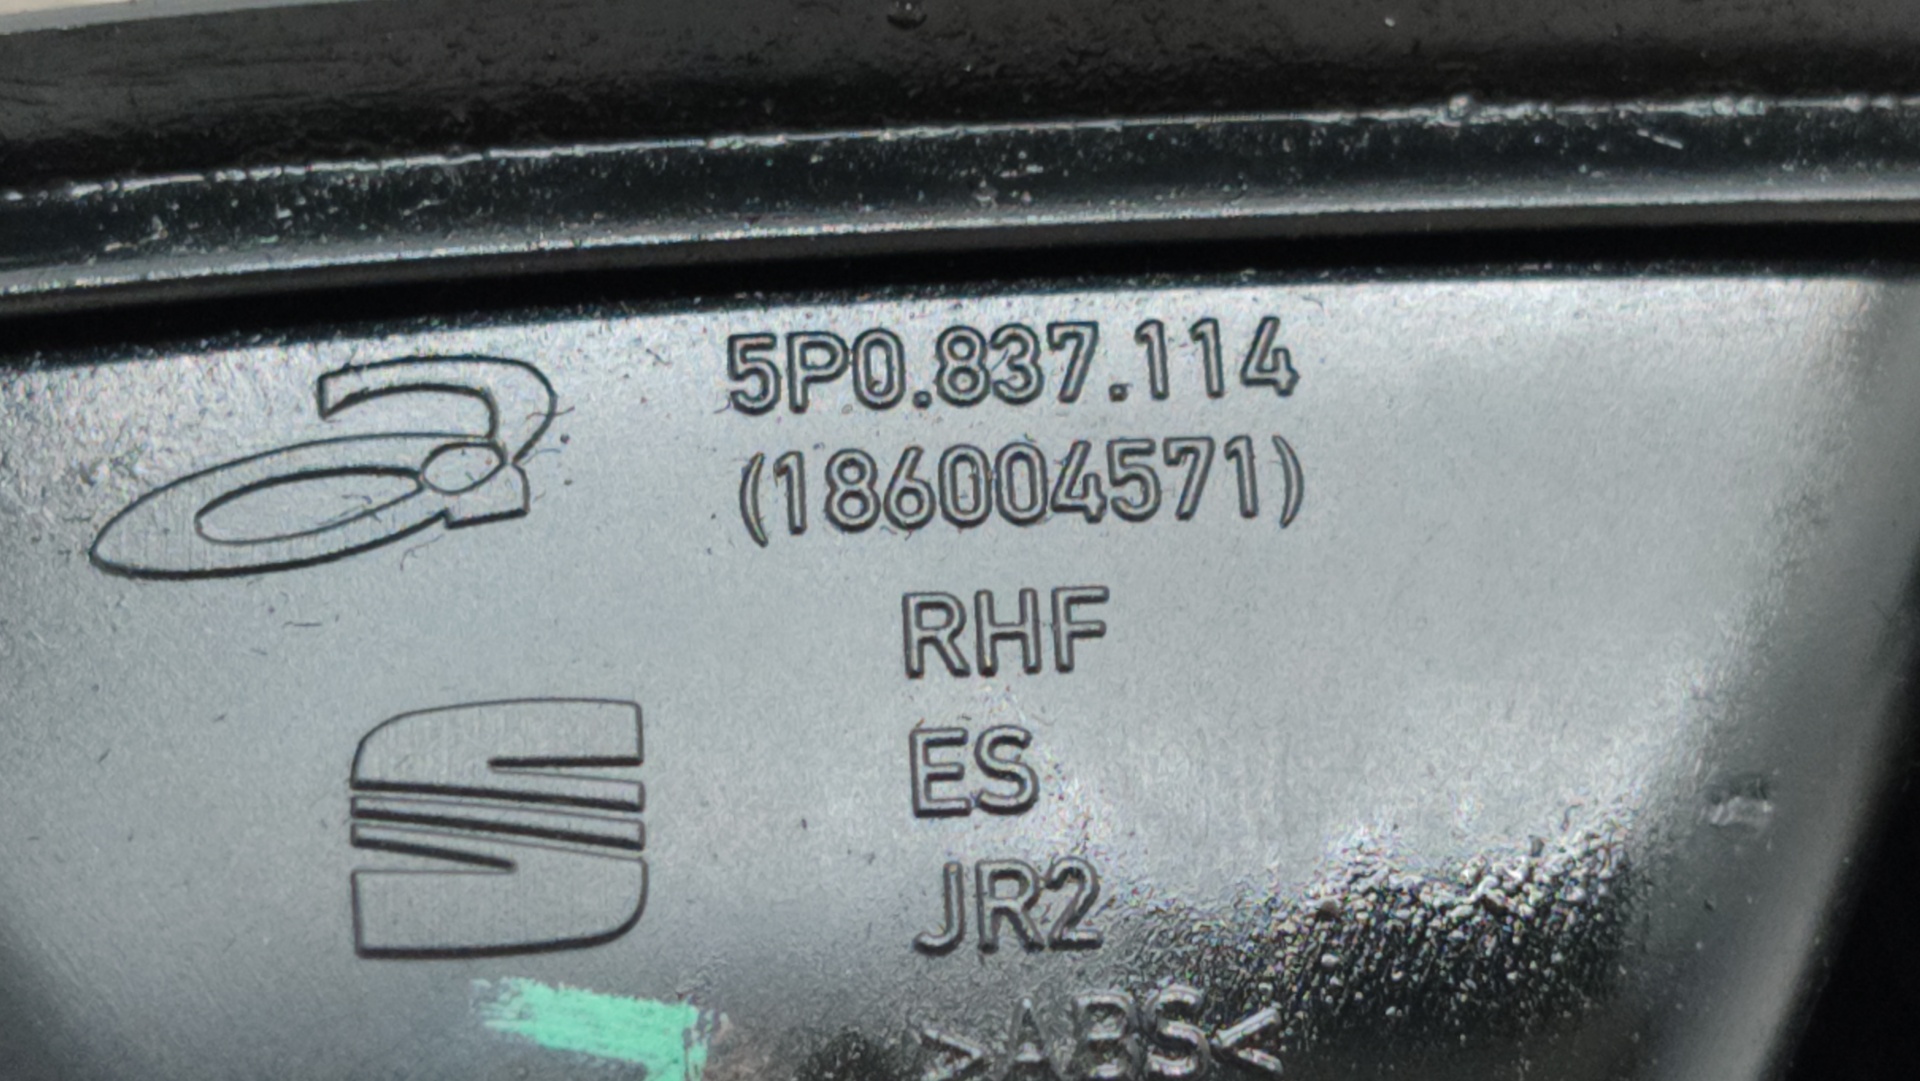 5P0.837.114
(186004571)
RHF
ES
JR2
>ABS<